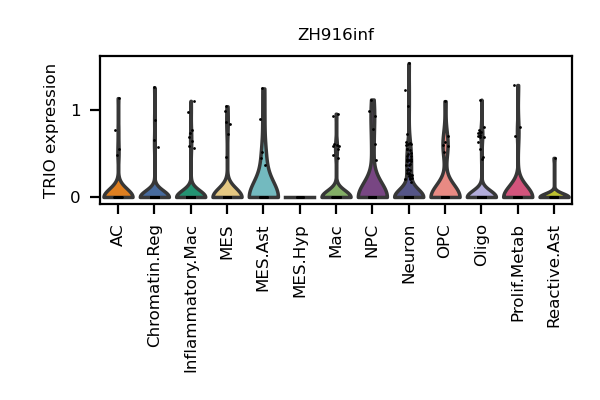 ZH916inf
TRIO expression
1
0
AC
Chromatin.Reg
Inflammatory.Mac
MES
MES.Ast
MES.Hyp
Mac
NPC
Neuron
OPC
Oligo
Prolif.Metab
Reactive.Ast